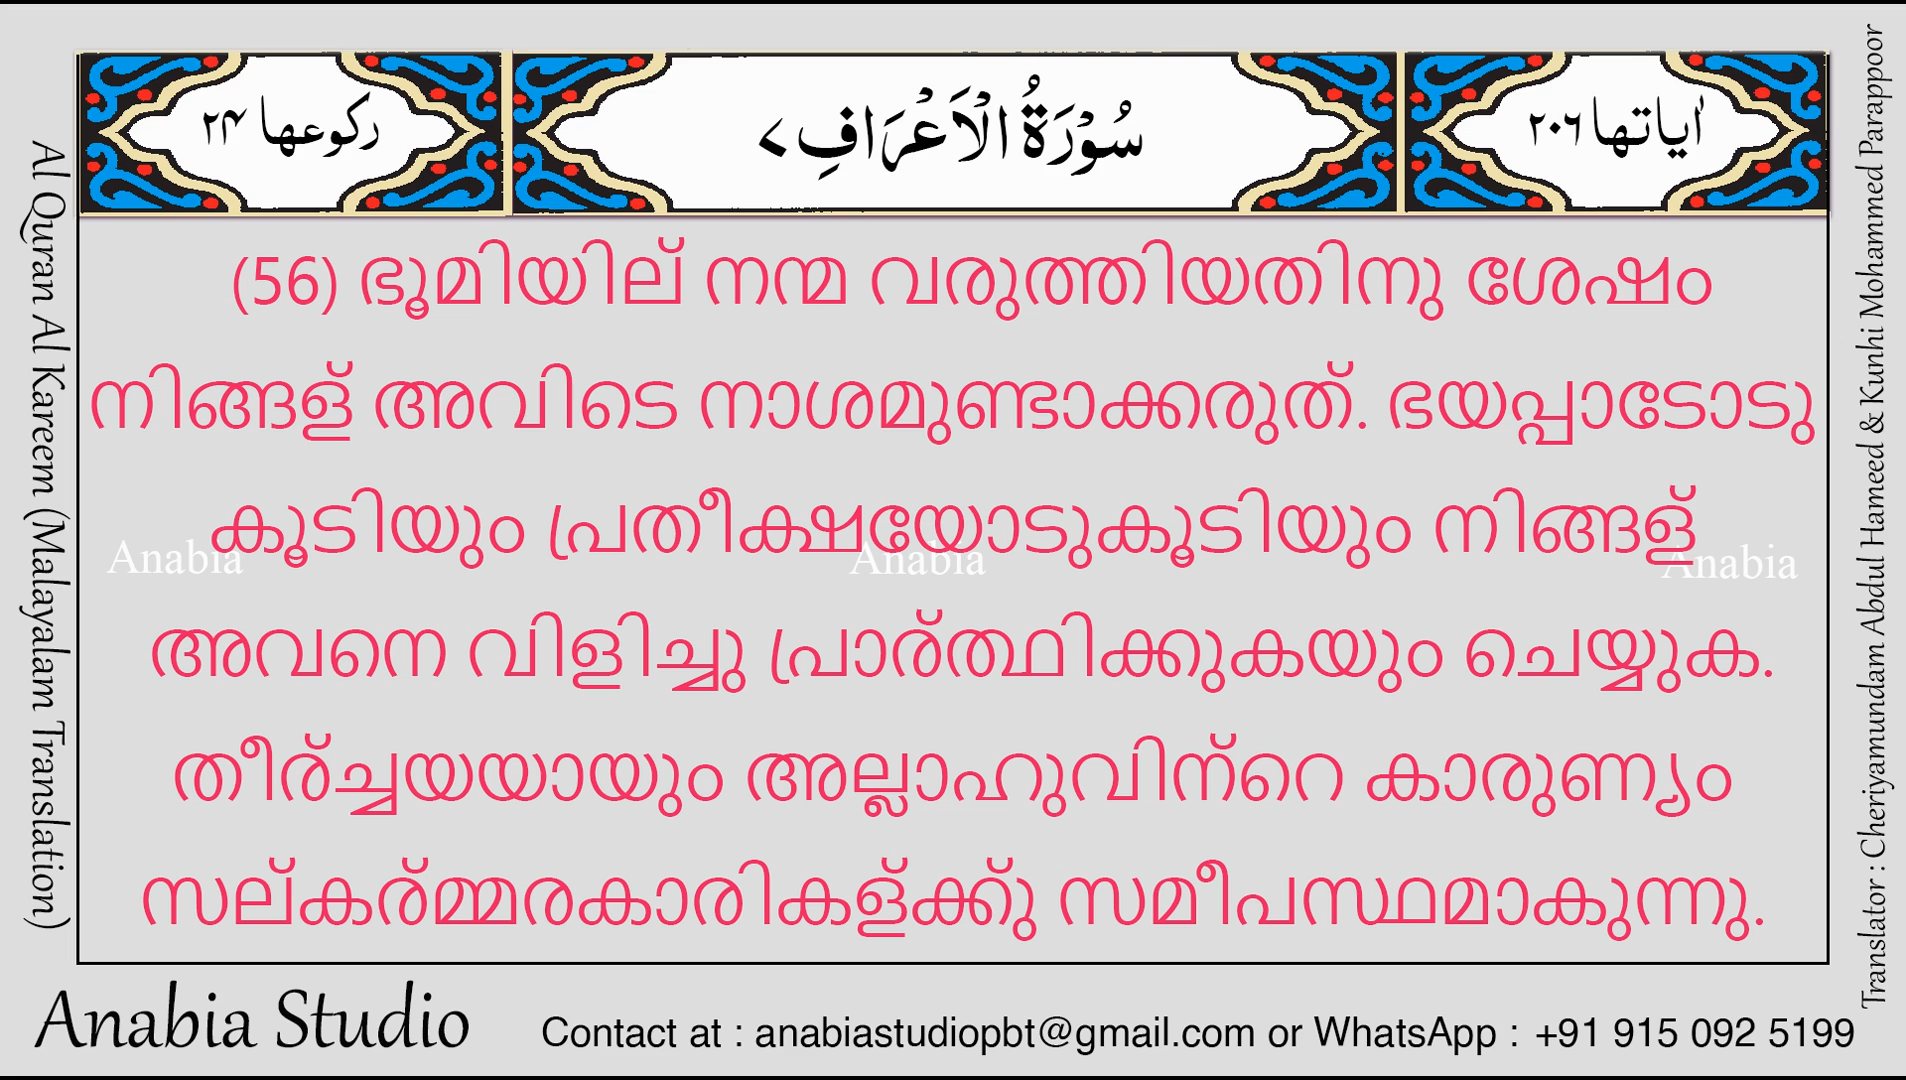 اٰیاتها ٢٠٦
سُوْرَةُ الْاَعْرَافِ ٧
ركوعها ٢٤
(56) ഭൂമിയില് നന്മ വരുത്തിയതിനു ശേഷം
നിങ്ങള് അവിടെ നാശമുണ്ടാക്കരുത്. ഭയപ്പാടോടു
കൂടിയും പ്രതീക്ഷയോടുകൂടിയും നിങ്ങള്
അവനെ വിളിച്ചു പ്രാര്ത്ഥിക്കുകയും ചെയ്യുക.
തീര്ച്ചയയായും അല്ലാഹുവിന്റെ കാരുണ്യം
സല്കര്മ്മരകാരികള്ക്കു് സമീപസ്ഥമാകുന്നു.
Anabia Anabia Anabia
Al Quran Al Kareem (Malayalam Translation)
Translator : Cheriyamundam Abdul Hameed & Kunhi Mohammed Parappoor
Anabia Studio
Contact at : anabiastudiopbt@gmail.com or WhatsApp : +91 915 092 5199